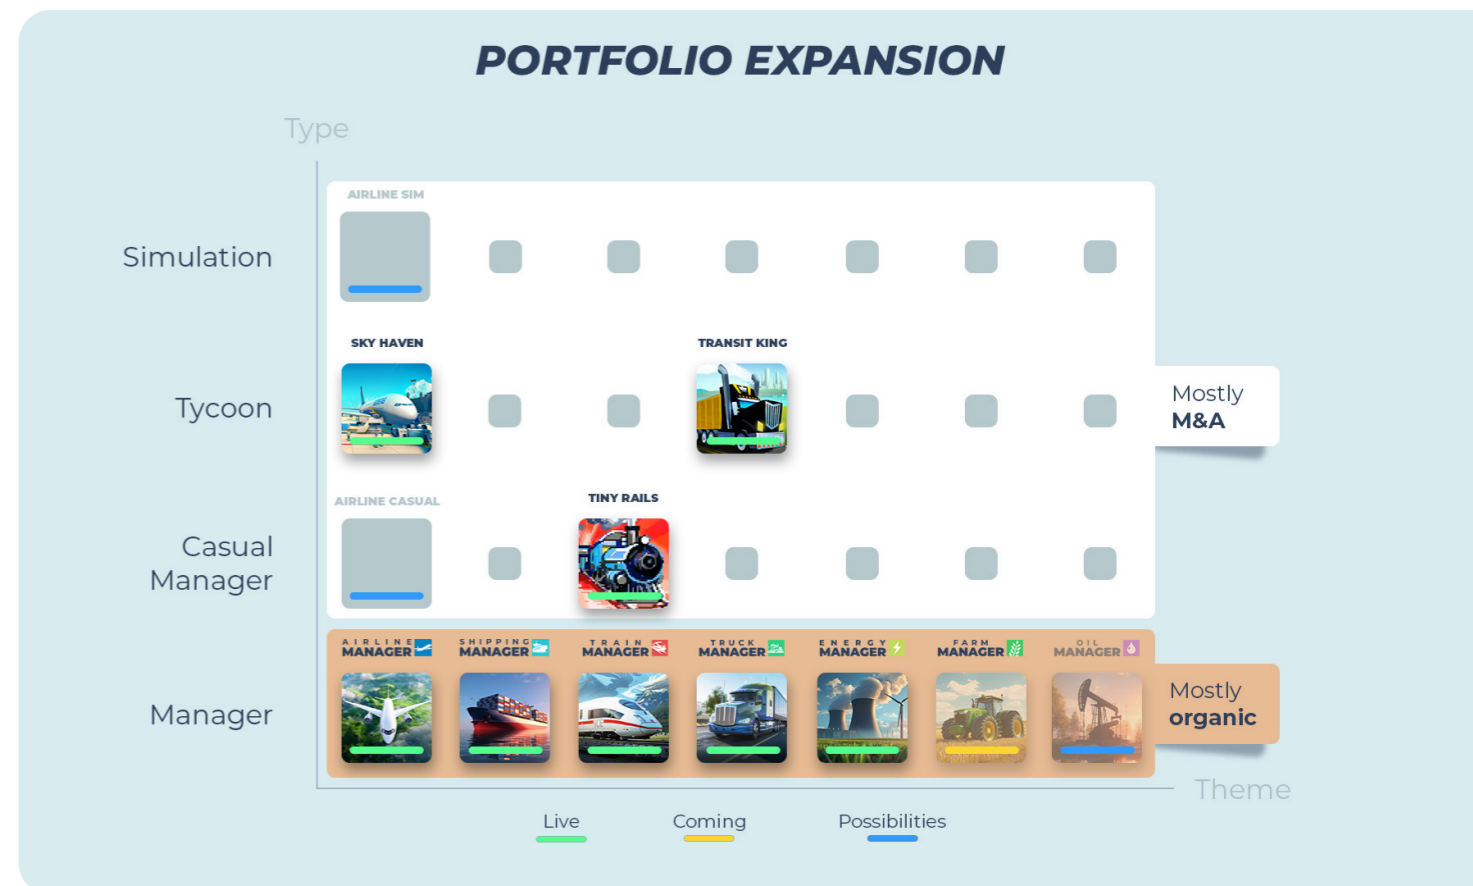 PORTFOLIO EXPANSION
Type
AIRLINE SIM
Simulation
SKY HAVEN
TRANSIT KING
Tycoon
Mostly
M&A
AIRLINE CASUAL
TINY RAILS
Casual
Manager
AIRLINE
MANAGER
SHIPPING
MANAGER
TRAIN
MANAGER
TRUCK
MANAGER
ENERGY
MANAGER
FARM
MANAGER
OIL
MANAGER
Manager
Mostly
organic
Theme
Live
Coming
Possibilities